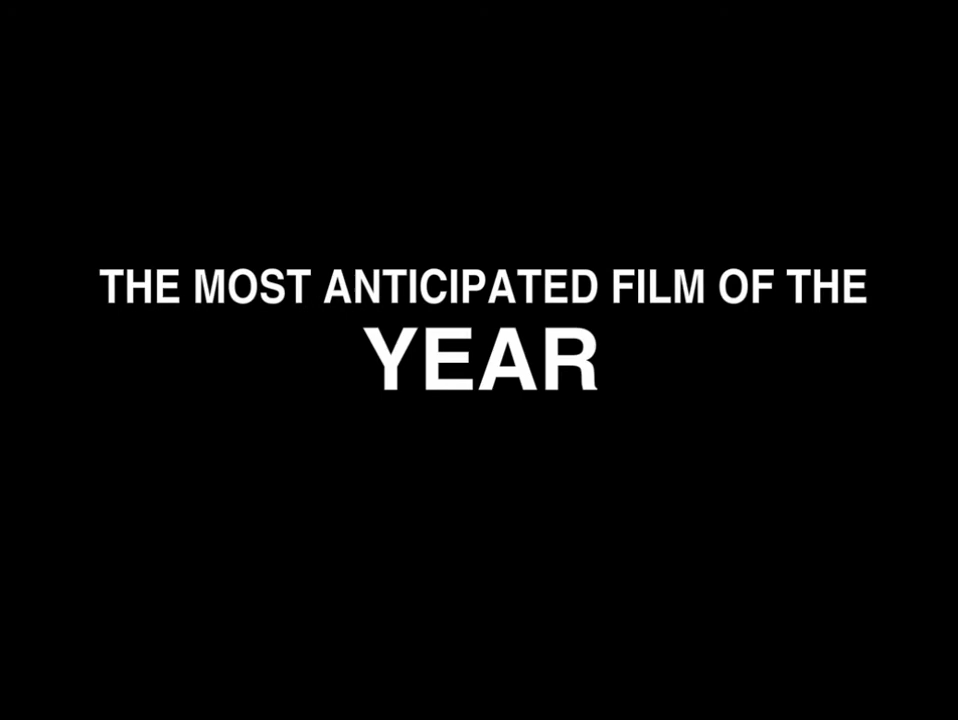 THE MOST ANTICIPATED FILM OF THE
YEAR